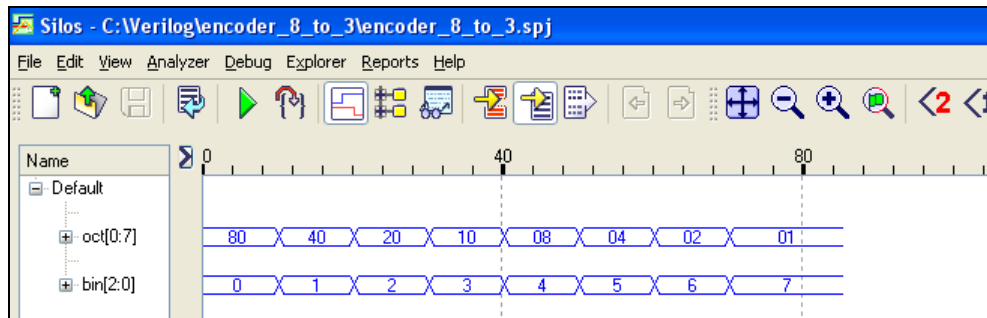 Silos - C:\Verilog\encoder_8_to_3\encoder_8_to_3.spj
File Edit View Analyzer Debug Explorer Reports Help
2
Name 0 40 80
Default
oct[0:7] 80 40 20 10 08 04 02 01
bin[2:0] 0 1 2 3 4 5 6 7